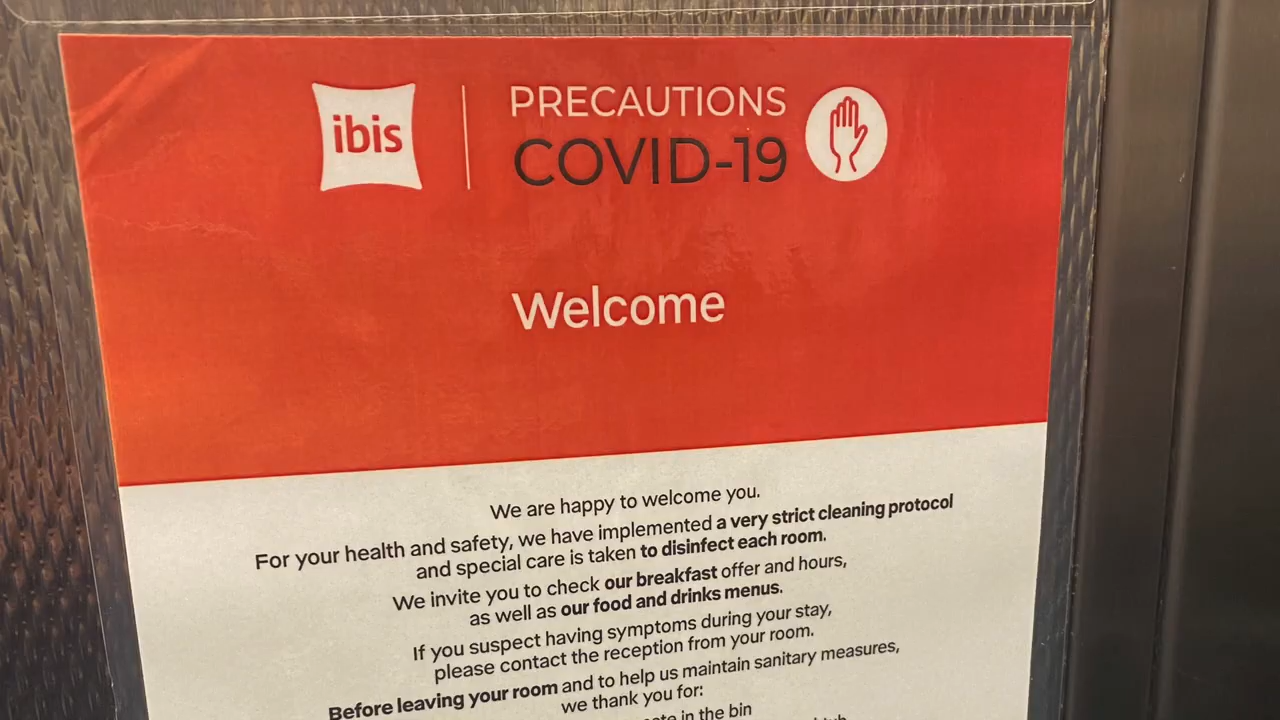 ibis
PRECAUTIONS
COVID-19
Welcome
We are happy to welcome you.
For your health and safety, we have implemented a very strict cleaning protocol
and special care is taken to disinfect each room.
We invite you to check our breakfast offer and hours,
as well as our food and drinks menus.
If you suspect having symptoms during your stay,
please contact the reception from your room.
Before leaving your room and to help us maintain sanitary measures,
we thank you for:
in the bin